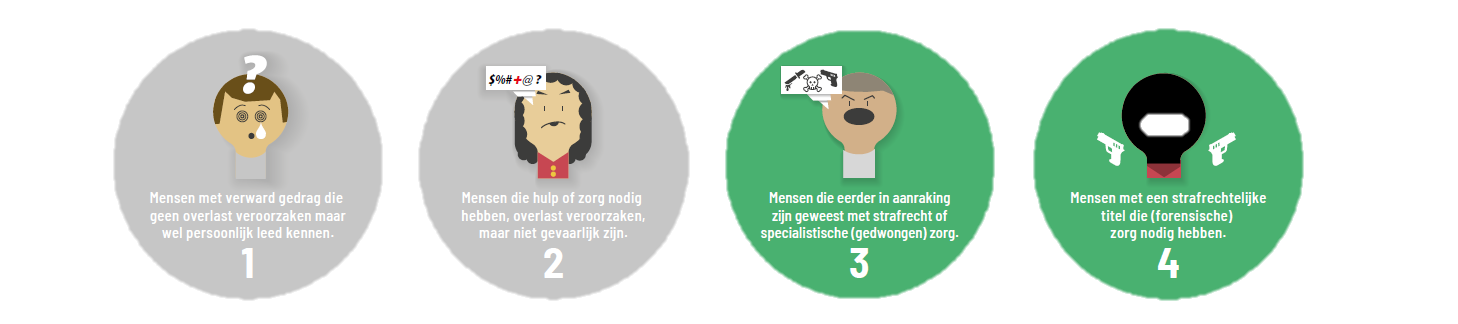 ?
Mensen met verward gedrag die
geen overlast veroorzaken maar
wel persoonlijk leed kennen.
1
$%#+@?
Mensen die hulp of zorg nodig
hebben, overlast veroorzaken,
maar niet gevaarlijk zijn.
2
Mensen die eerder in aanraking
zijn geweest met strafrecht of
specialistische (gedwongen) zorg.
3
Mensen met een strafrechtelijke
titel die (forensische)
zorg nodig hebben.
4